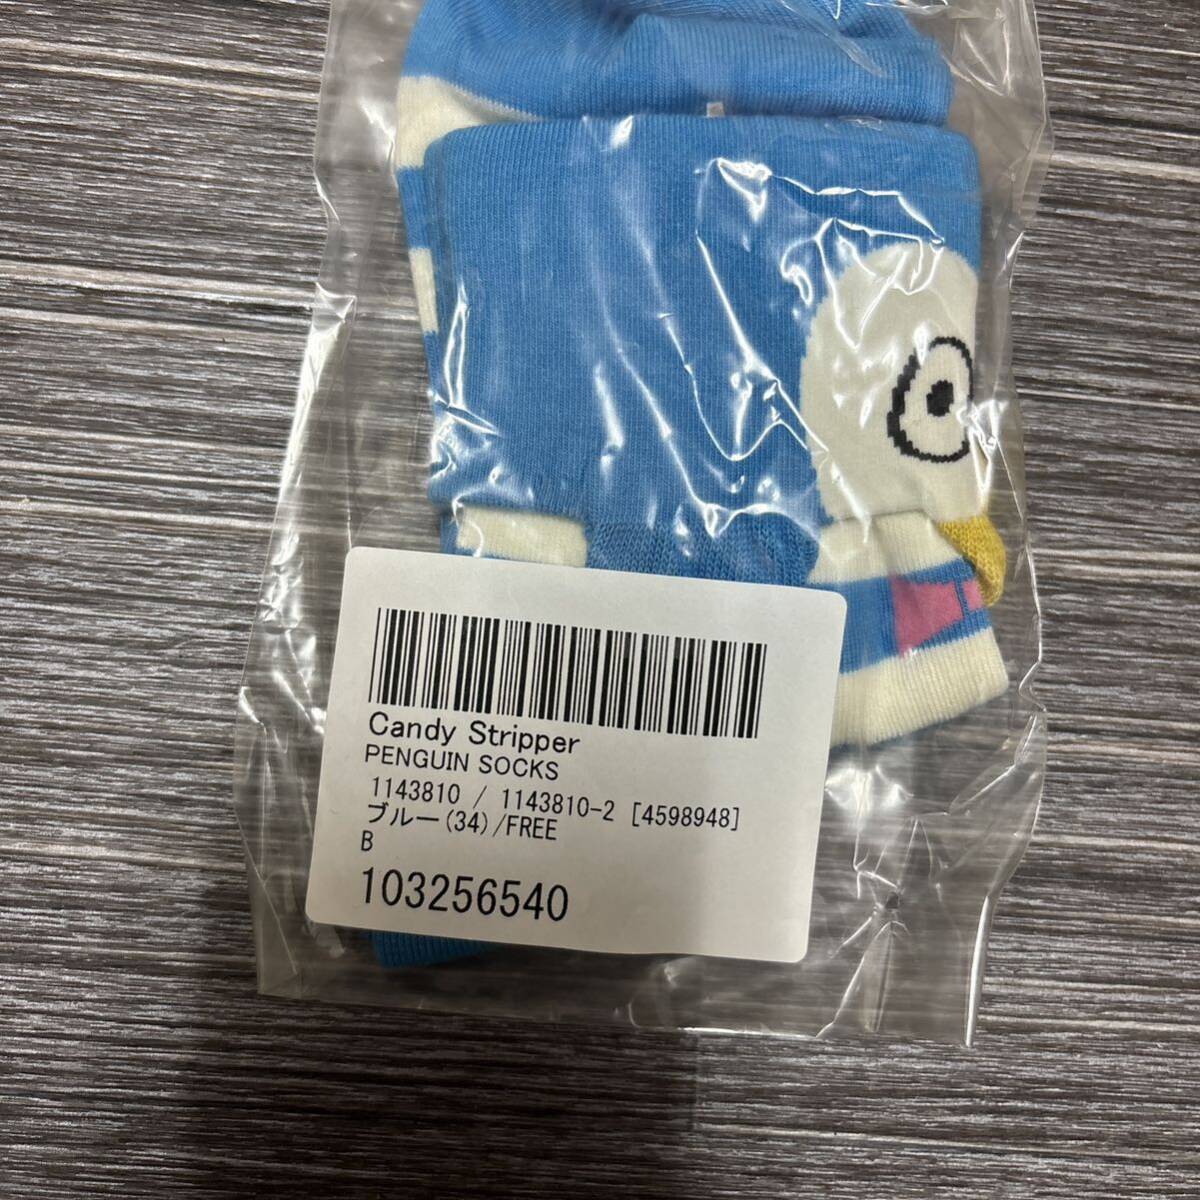 Candy Stripper
PENGUIN SOCKS
1143810 / 1143810-2 [4598948]
ブルー(34)/FREE
B
103256540